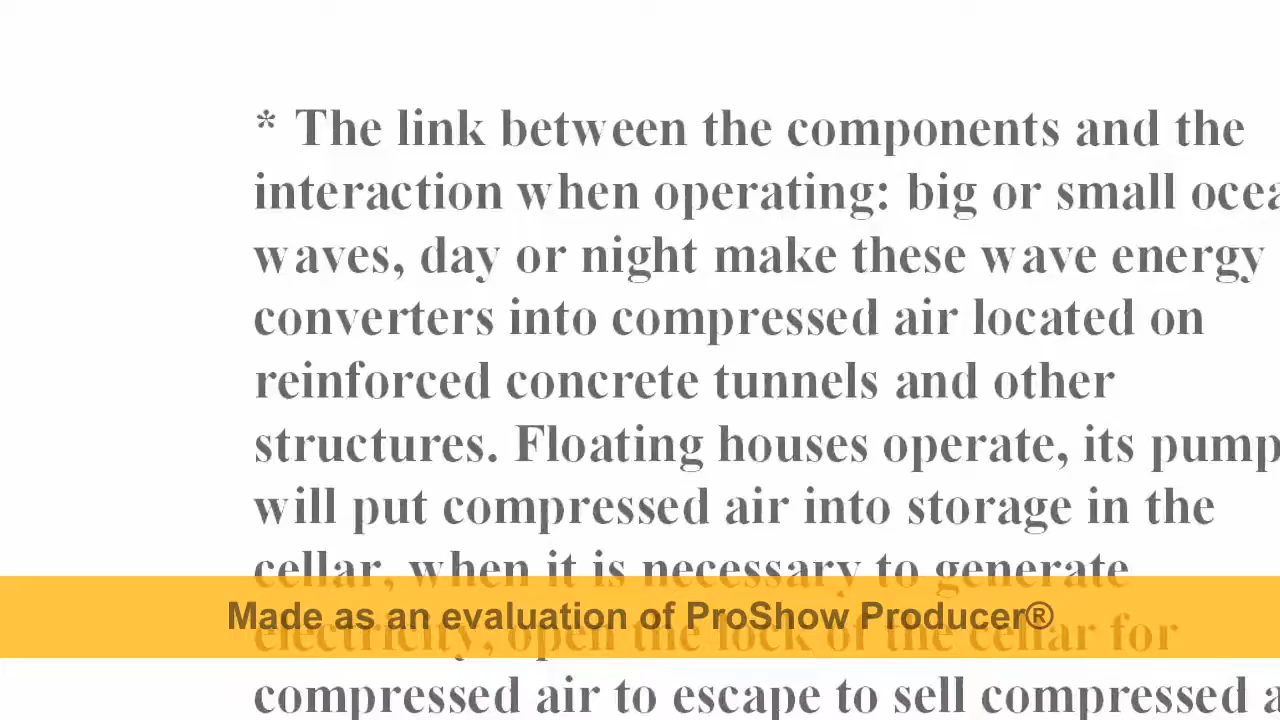 * The link between the components and the
interaction when operating: big or small ocea
waves, day or night make these wave energy
converters into compressed air located on
reinforced concrete tunnels and other
structures. Floating houses operate, its pump
will put compressed air into storage in the
cellar, when it is necessary to generate
Made as an evaluation of ProShow Producer®
electricity, open the lock of the cellar for
compressed air to escape to sell compressed a